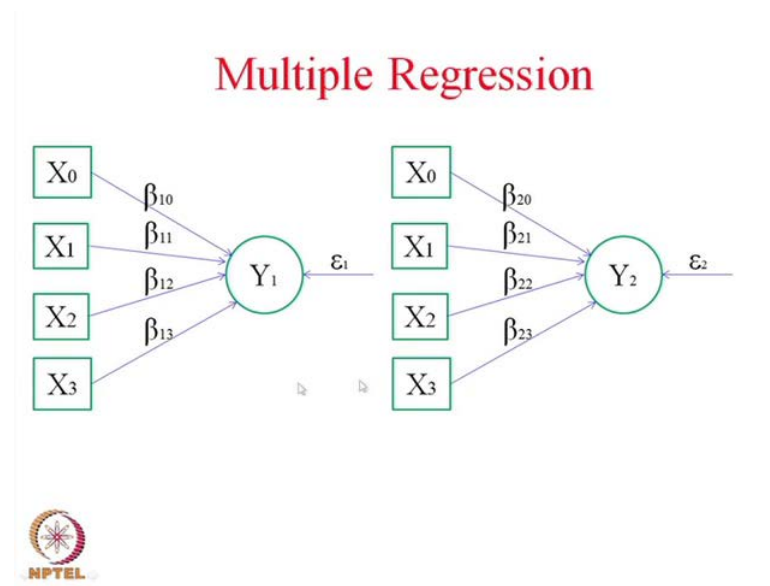 Multiple Regression
X0
β10
X1
β11
X2
β12
X3
β13
Y1
ε1
X0
β20
X1
β21
X2
β22
X3
β23
Y2
ε2
NPTEL